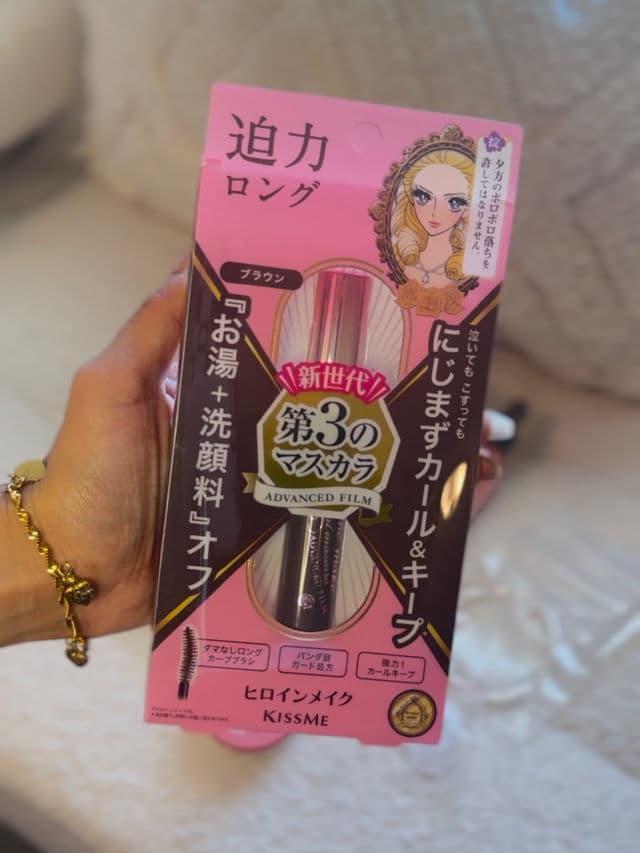 迫力
ロング
掟
夕方のボロボロ落ちを
許してはなりません。
ブラウン
『お湯+洗顔料』オフ
泣いても こすっても
にじまずカール&キープ
新世代
第3の
マスカラ
ADVANCED FILM
ダマなしロング
カーブブラシ
パンダ目
ガード処方
強力!
カールキープ
ヒロインメイク
KISSME